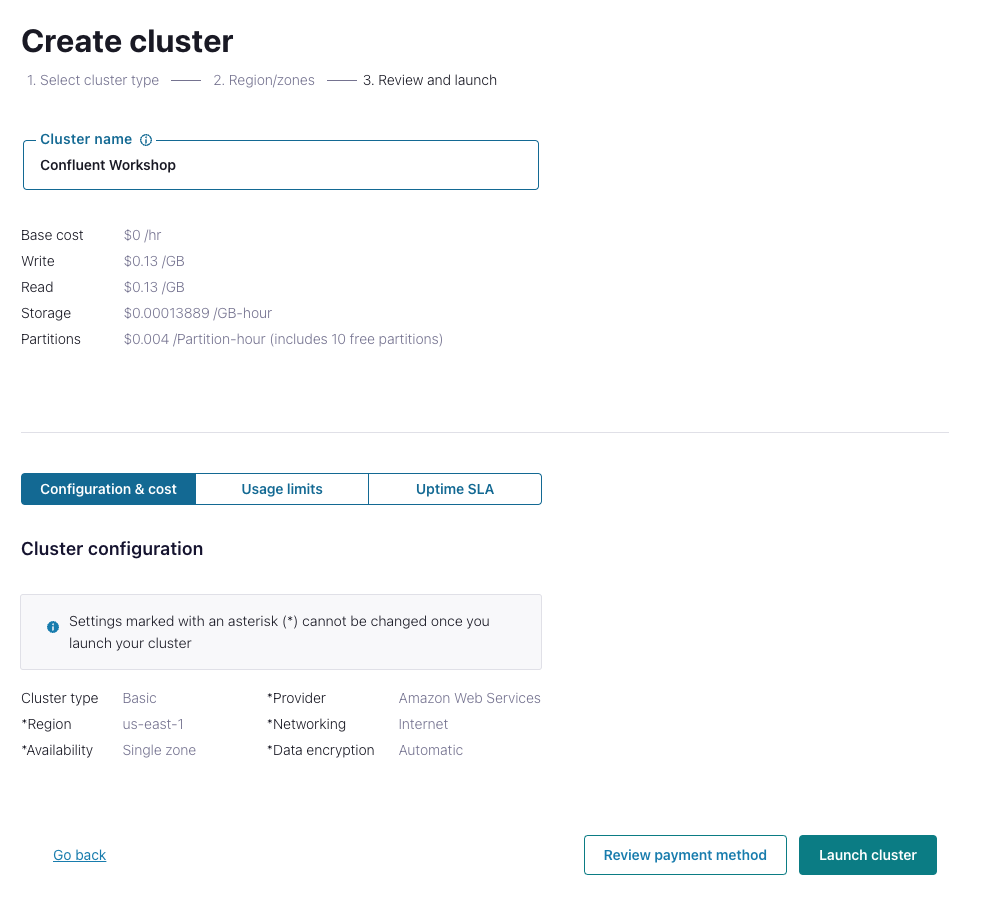 Create cluster
1. Select cluster type 2. Region/zones 3. Review and launch
Cluster name
Confluent Workshop
Base cost $0 /hr
Write $0.13 /GB
Read $0.13 /GB
Storage $0.00013889 /GB-hour
Partitions $0.004 /Partition-hour (includes 10 free partitions)
Configuration & cost Usage limits Uptime SLA
Cluster configuration
Settings marked with an asterisk (*) cannot be changed once you
launch your cluster
Cluster type Basic *Provider Amazon Web Services
*Region us-east-1 *Networking Internet
*Availability Single zone *Data encryption Automatic
Go back Review payment method Launch cluster